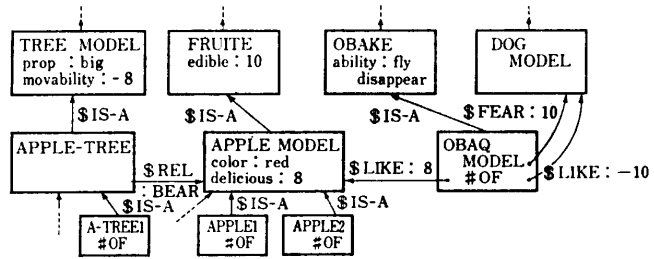 TREE MODEL
prop : big
movability : -8
FRUITE
edible : 10
OBAKE
ability : fly
disappear
DOG
MODEL
$IS-A
$IS-A
$IS-A
$FEAR : 10
APPLE-TREE
$REL
: BEAR
APPLE MODEL
color : red
delicious : 8
$LIKE : 8
OBAQ
MODEL
#OF
$LIKE : -10
$IS-A
$IS-A
$IS-A
A-TREE1
#OF
APPLE1
#OF
APPLE2
#OF